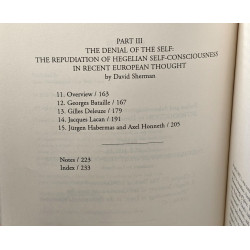 PART III
THE DENIAL OF THE SELF:
THE REPUDIATION OF HEGELIAN SELF-CONSCIOUSNESS
IN RECENT EUROPEAN THOUGHT
by David Sherman
11. Overview / 163
12. Georges Bataille / 167
13. Gilles Deleuze / 179
14. Jacques Lacan / 191
15. Jürgen Habermas and Axel Honneth / 205
Notes / 223
Index / 233